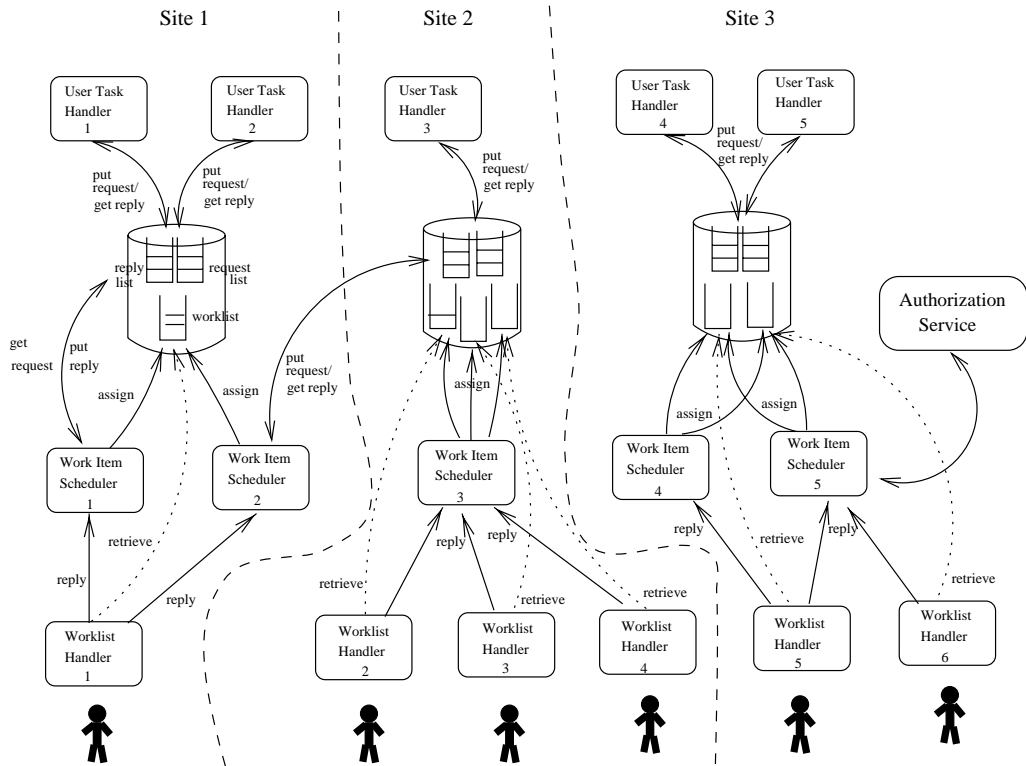 Site 1
Site 2
Site 3
User Task
Handler
1
User Task
Handler
2
User Task
Handler
3
User Task
Handler
4
User Task
Handler
5
put
request/
get reply
put
request/
get reply
put
request/
get reply
put
request/
get reply
reply
list
request
list
worklist
get
request
put
reply
put
request/
get reply
assign
assign
assign
assign
assign
Authorization
Service
Work Item
Scheduler
1
Work Item
Scheduler
2
Work Item
Scheduler
3
Work Item
Scheduler
4
Work Item
Scheduler
5
retrieve
reply
reply
retrieve
reply
reply
retrieve
retrieve
reply
retrieve
reply
retrieve
Worklist
Handler
1
Worklist
Handler
2
Worklist
Handler
3
Worklist
Handler
4
Worklist
Handler
5
Worklist
Handler
6